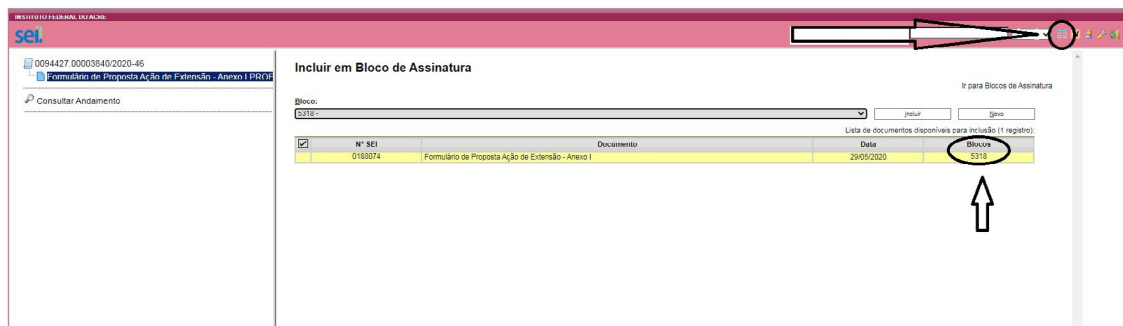 INSTITUTO FEDERAL DO ACRE
sei.
0094427.00003840/2020-46
Formulário de Proposta Ação de Extensão - Anexo I PROE
Consultar Andamento
Incluir em Bloco de Assinatura
Ir para Blocos de Assinatura
Bloco:
5318 -
Incluir
Novo
Lista de documentos disponíveis para inclusão (1 registro):
Nº SEI Documento Data Blocos
0188074 Formulário de Proposta Ação de Extensão - Anexo I 29/05/2020 5318